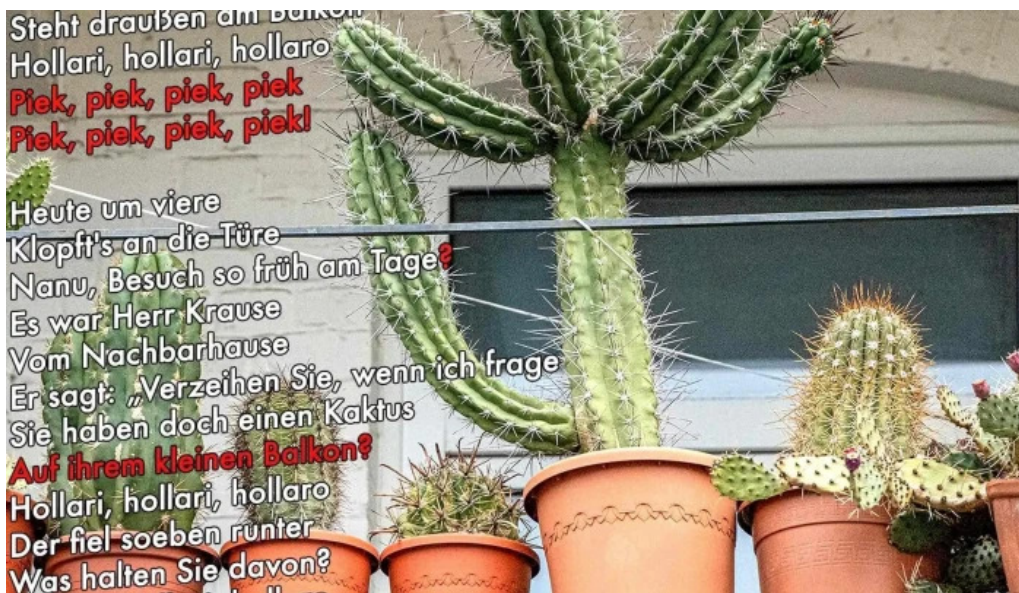 Steht draußen am Balkon
Hollari, hollari, hollaro
Piek, piek, piek, piek
Piek, piek, piek, piek!
Heute um viere
Klopft's an die Türe
Nanu, Besuch so früh am Tage?
Es war Herr Krause
Vom Nachbarhause
Er sagt: „Verzeihen Sie, wenn ich frage
Sie haben doch einen Kaktus
Auf ihrem kleinen Balkon?
Hollari, hollari, hollaro
Der fiel soeben runter
Was halten Sie davon?